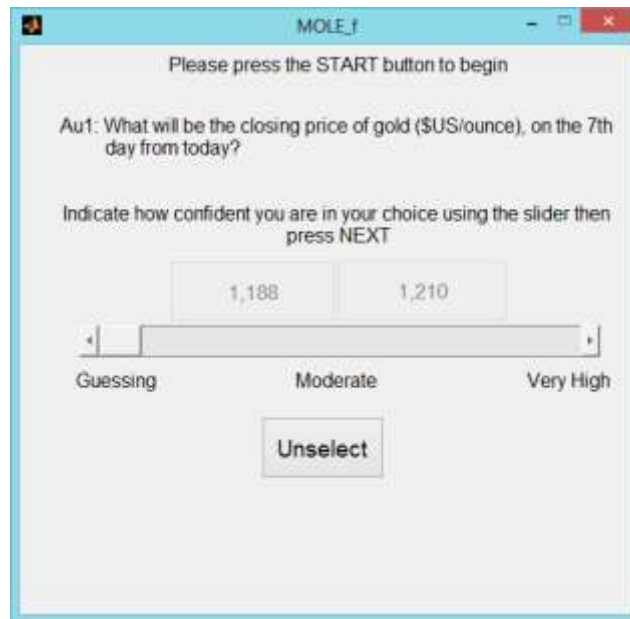 MOLE_f
Please press the START button to begin
Au1: What will be the closing price of gold ($US/ounce), on the 7th
day from today?
Indicate how confident you are in your choice using the slider then
press NEXT
1,188 1,210
Guessing Moderate Very High
Unselect